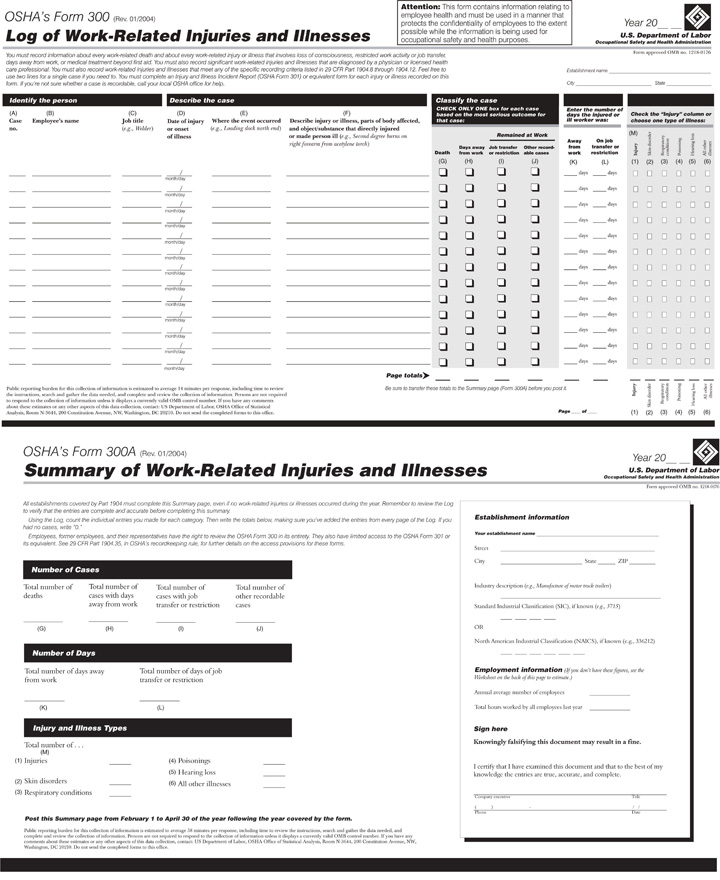 OSHA's Form 300 (Rev. 01/2004)
Log of Work-Related Injuries and Illnesses
Attention: This form contains information relating to
employee health and must be used in a manner that
protects the confidentiality of employees to the extent
possible while the information is being used for
occupational safety and health purposes.
Year 20__ __
U.S. Department of Labor
Occupational Safety and Health Administration
Form approved OMB no. 1218-0176
You must record information about every work-related death and about every work-related injury or illness that involves loss of consciousness, restricted work activity or job transfer,
days away from work, or medical treatment beyond first aid. You must also record significant work-related injuries and illnesses that are diagnosed by a physician or licensed health
care professional. You must also record work-related injuries and illnesses that meet any of the specific recording criteria listed in 29 CFR Part 1904.8 through 1904.12. Feel free to
use two lines for a single case if you need to. You must complete an Injury and Illness Incident Report (OSHA Form 301) or equivalent form for each injury or illness recorded on this
form. If you're not sure whether a case is recordable, call your local OSHA office for help.
Establishment name
City State
Identify the person
(A) (B) (C)
Case Employee's name Job title
no. (e.g., Welder)
Describe the case
(D) (E) (F)
Date of injury Where the event occurred Describe injury or illness, parts of body affected,
or onset (e.g., Loading dock north end) and object/substance that directly injured
of illness or made person ill (e.g., Second degree burns on
right forearm from acetylene torch)
Classify the case
CHECK ONLY ONE box for each case
based on the most serious outcome for
that case:
Remained at Work
Death Days away Job transfer Other record-
from work or restriction able cases
(G) (H) (I) (J)
Enter the number of
days the injured or
ill worker was:
Away On job
from transfer or
work restriction
(K) (L)
Check the "Injury" column or
choose one type of illness:
(M)
Injury
Skin disorder
Respiratory
condition
Poisoning
Hearing loss
All other
illnesses
(1) (2) (3) (4) (5) (6)
/ days days
month/day
/ days days
month/day
/ days days
month/day
/ days days
month/day
/ days days
month/day
/ days days
month/day
/ days days
month/day
/ days days
month/day
/ days days
month/day
/ days days
month/day
/ days days
month/day
/ days days
month/day
/ days days
month/day
Page totals
Be sure to transfer these totals to the Summary page (Form 300A) before you post it.
Injury
Skin disorder
Respiratory
condition
Poisoning
Hearing loss
All other
illnesses
Page ____ of ____ (1) (2) (3) (4) (5) (6)
Public reporting burden for this collection of information is estimated to average 14 minutes per response, including time to review
the instructions, search and gather the data needed, and complete and review the collection of information. Persons are not required
to respond to the collection of information unless it displays a currently valid OMB control number. If you have any comments
about these estimates or any other aspects of this data collection, contact: US Department of Labor, OSHA Office of Statistical
Analysis, Room N-3644, 200 Constitution Avenue, NW, Washington, DC 20210. Do not send the completed forms to this office.
OSHA's Form 300A (Rev. 01/2004)
Summary of Work-Related Injuries and Illnesses
Year 20__ __
U.S. Department of Labor
Occupational Safety and Health Administration
Form approved OMB no. 1218-0176
All establishments covered by Part 1904 must complete this Summary page, even if no work-related injuries or illnesses occurred during the year. Remember to review the Log
to verify that the entries are complete and accurate before completing this summary.
Using the Log, count the individual entries you made for each category. Then write the totals below, making sure you've added the entries from every page of the Log. If you
had no cases, write "0."
Employees, former employees, and their representatives have the right to review the OSHA Form 300 in its entirety. They also have limited access to the OSHA Form 301 or
its equivalent. See 29 CFR Part 1904.35, in OSHA's recordkeeping rule, for further details on the access provisions for these forms.
Number of Cases
Total number of Total number of Total number of Total number of
deaths cases with days cases with job other recordable
away from work transfer or restriction cases
(G) (H) (I) (J)
Number of Days
Total number of days away Total number of days of job
from work transfer or restriction
(K) (L)
Injury and Illness Types
Total number of . . .
(M)
(1) Injuries
(2) Skin disorders
(3) Respiratory conditions
(4) Poisonings
(5) Hearing loss
(6) All other illnesses
Post this Summary page from February 1 to April 30 of the year following the year covered by the form.
Public reporting burden for this collection of information is estimated to average 58 minutes per response, including time to review the instructions, search and gather the data needed, and
complete and review the collection of information. Persons are not required to respond to the collection of information unless it displays a currently valid OMB control number. If you have any
comments about these estimates or any other aspects of this data collection, contact: US Department of Labor, OSHA Office of Statistical Analysis, Room N-3644, 200 Constitution Avenue, NW,
Washington, DC 20210. Do not send the completed forms to this office.
Establishment information
Your establishment name
Street
City State ZIP
Industry description (e.g., Manufacture of motor truck trailers)
Standard Industrial Classification (SIC), if known (e.g., 3715)
OR
North American Industrial Classification (NAICS), if known (e.g., 336212)
Employment information (If you don't have these figures, see the
Worksheet on the back of this page to estimate.)
Annual average number of employees
Total hours worked by all employees last year
Sign here
Knowingly falsifying this document may result in a fine.
I certify that I have examined this document and that to the best of my
knowledge the entries are true, accurate, and complete.
Company executive Title
( ) - / /
Phone Date